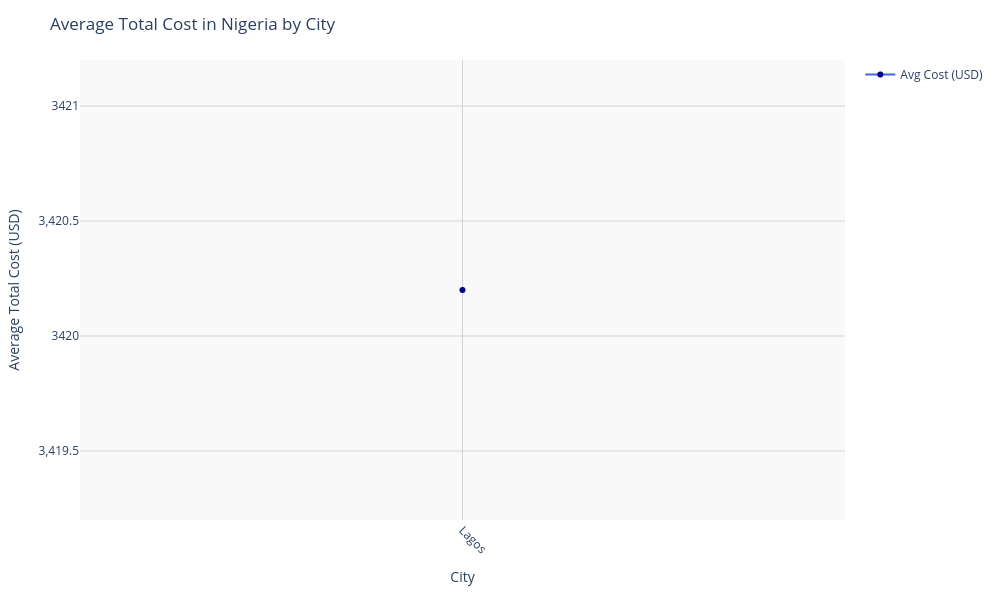 Average Total Cost in Nigeria by City
Avg Cost (USD)
Average Total Cost (USD)
3421
3,420.5
3420
3,419.5
Lagos
City